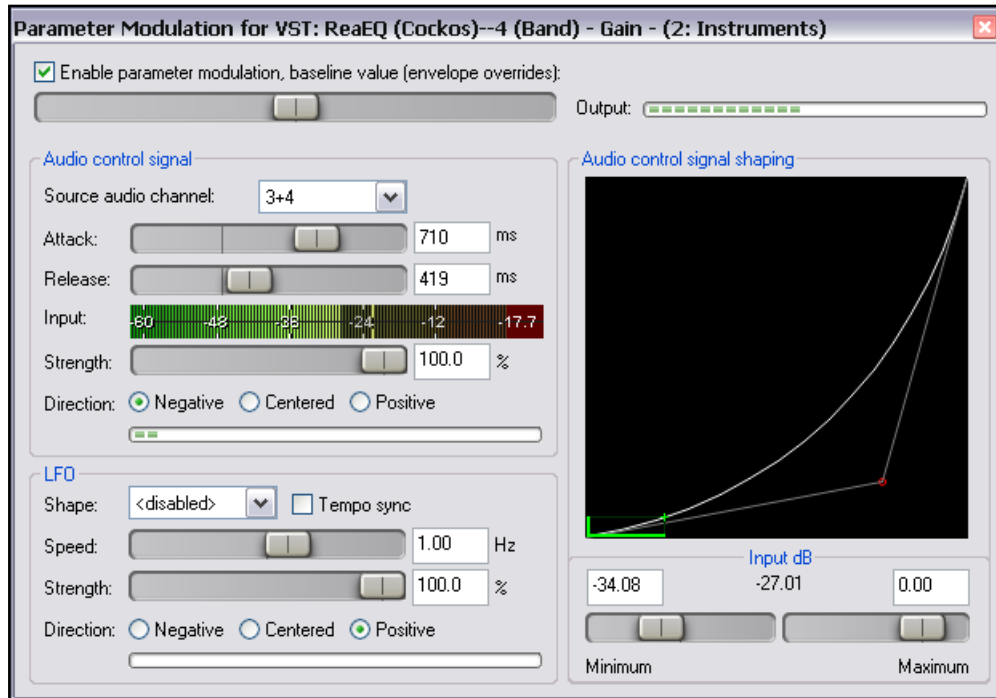 Parameter Modulation for VST: ReaEQ (Cockos)--4 (Band) - Gain - (2: Instruments)
Enable parameter modulation, baseline value (envelope overrides):
Output:
Audio control signal
Source audio channel: 3+4
Attack: 710 ms
Release: 419 ms
Input: -60 -48 -36 -24 -12 -17.7
Strength: 100.0 %
Direction: Negative Centered Positive
LFO
Shape: <disabled> Tempo sync
Speed: 1.00 Hz
Strength: 100.0 %
Direction: Negative Centered Positive
Audio control signal shaping
Input dB
-34.08 -27.01 0.00
Minimum Maximum